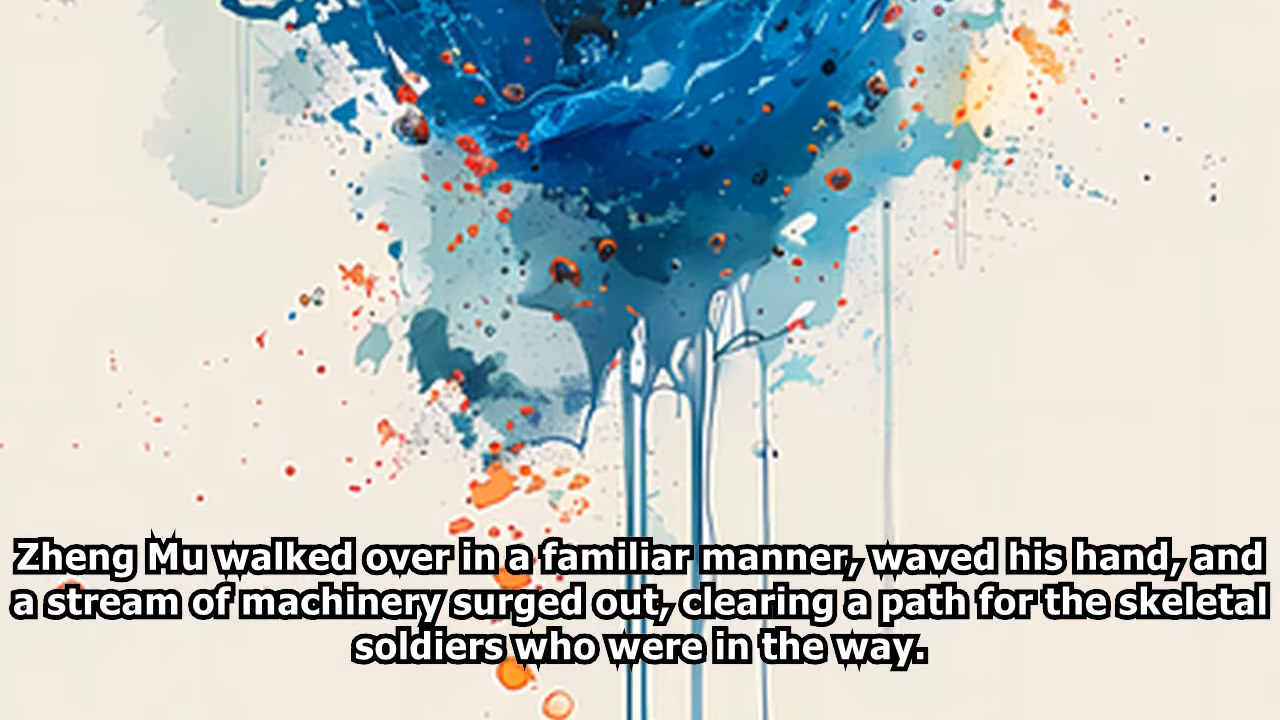 Zheng Mu walked over in a familiar manner, waved his hand, and
a stream of machinery surged out, clearing a path for the skeletal
soldiers who were in the way.